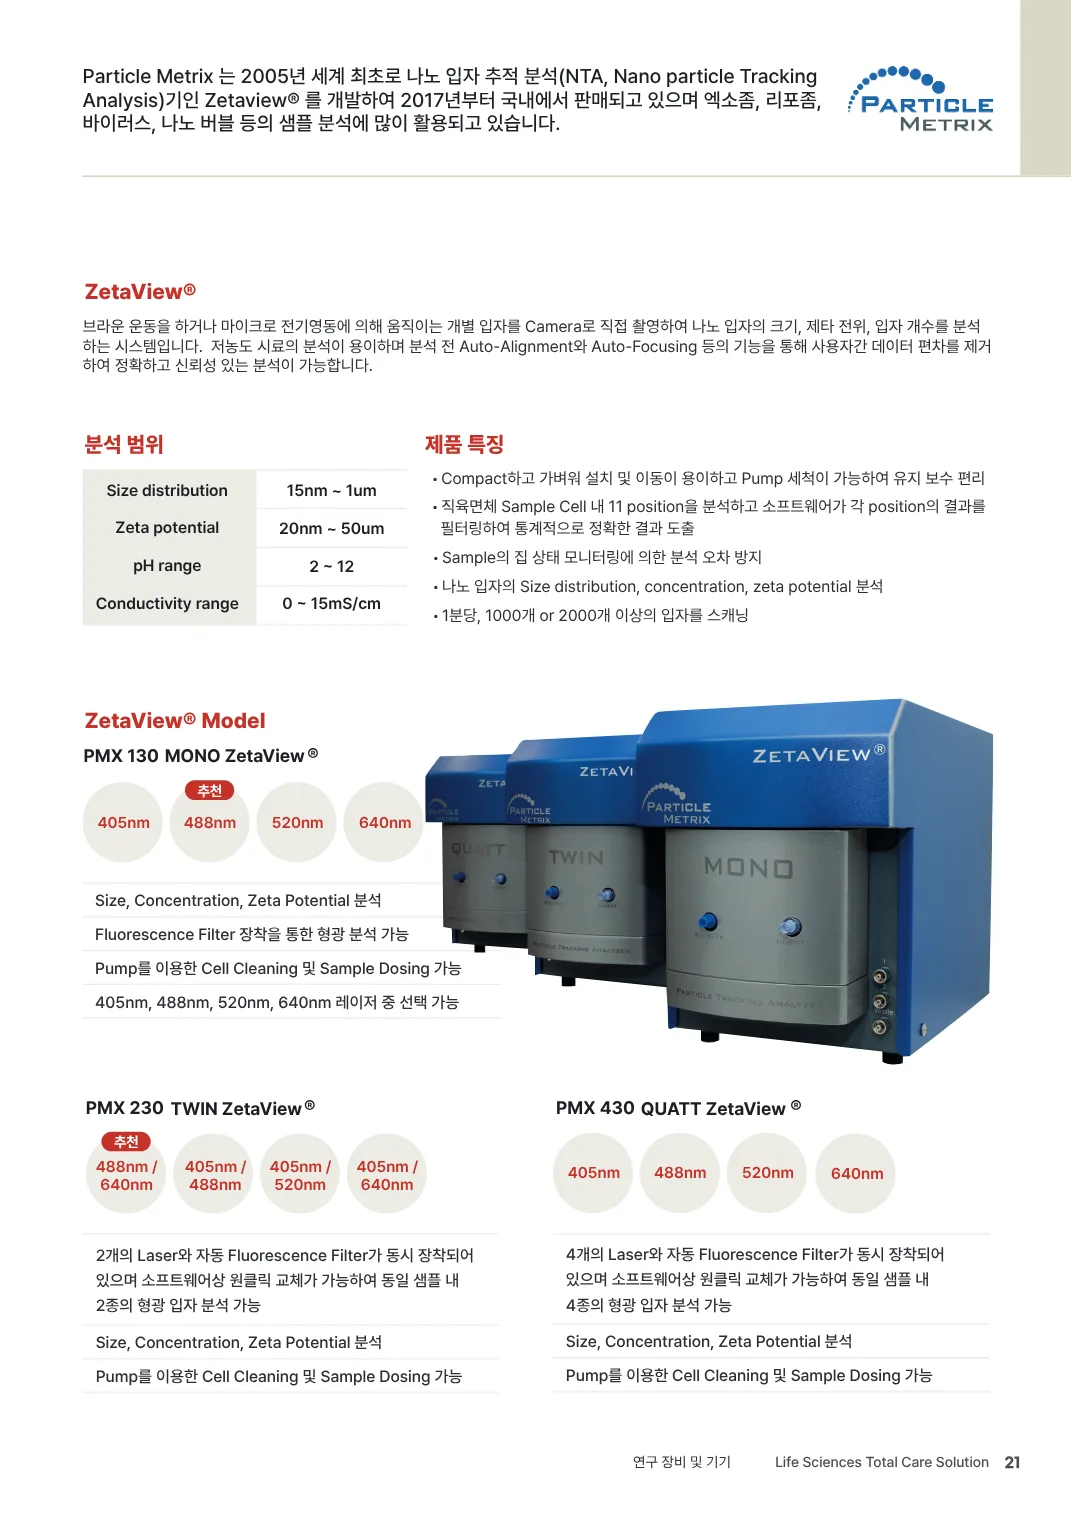 Particle Metrix 는 2005년 세계 최초로 나노 입자 추적 분석(NTA, Nano particle Tracking
Analysis)기인 Zetaview® 를 개발하여 2017년부터 국내에서 판매되고 있으며 엑소좀, 리포좀,
바이러스, 나노 버블 등의 샘플 분석에 많이 활용되고 있습니다.
PARTICLE
METRIX
ZetaView®
브라운 운동을 하거나 마이크로 전기영동에 의해 움직이는 개별 입자를 Camera로 직접 촬영하여 나노 입자의 크기, 제타 전위, 입자 개수를 분석
하는 시스템입니다. 저농도 시료의 분석이 용이하며 분석 전 Auto-Alignment와 Auto-Focusing 등의 기능을 통해 사용자간 데이터 편차를 제거
하여 정확하고 신뢰성 있는 분석이 가능합니다.
분석 범위
Size distribution 15nm ~ 1um
Zeta potential 20nm ~ 50um
pH range 2 ~ 12
Conductivity range 0 ~ 15mS/cm
제품 특징
• Compact하고 가벼워 설치 및 이동이 용이하고 Pump 세척이 가능하여 유지 보수 편리
• 직육면체 Sample Cell 내 11 position을 분석하고 소프트웨어가 각 position의 결과를
필터링하여 통계적으로 정확한 결과 도출
• Sample의 집 상태 모니터링에 의한 분석 오차 방지
• 나노 입자의 Size distribution, concentration, zeta potential 분석
• 1분당, 1000개 or 2000개 이상의 입자를 스캐닝
ZetaView® Model
PMX 130 MONO ZetaView®
추천
405nm 488nm 520nm 640nm
Size, Concentration, Zeta Potential 분석
Fluorescence Filter 장착을 통한 형광 분석 가능
Pump를 이용한 Cell Cleaning 및 Sample Dosing 가능
405nm, 488nm, 520nm, 640nm 레이저 중 선택 가능
ZETA
PARTICLE
METRIX
QUATT
ZETAVI
PARTICLE
METRIX
TWIN
PARTICLE TRACKING ANALYZER
ZETAVIEW®
PARTICLE
METRIX
MONO
PARTICLE TRACKING ANALYZER
PMX 230 TWIN ZetaView®
추천
488nm / 405nm / 405nm / 405nm /
640nm 488nm 520nm 640nm
2개의 Laser와 자동 Fluorescence Filter가 동시 장착되어
있으며 소프트웨어상 원클릭 교체가 가능하여 동일 샘플 내
2종의 형광 입자 분석 가능
Size, Concentration, Zeta Potential 분석
Pump를 이용한 Cell Cleaning 및 Sample Dosing 가능
PMX 430 QUATT ZetaView ®
405nm 488nm 520nm 640nm
4개의 Laser와 자동 Fluorescence Filter가 동시 장착되어
있으며 소프트웨어상 원클릭 교체가 가능하여 동일 샘플 내
4종의 형광 입자 분석 가능
Size, Concentration, Zeta Potential 분석
Pump를 이용한 Cell Cleaning 및 Sample Dosing 가능
연구 장비 및 기기 Life Sciences Total Care Solution 21